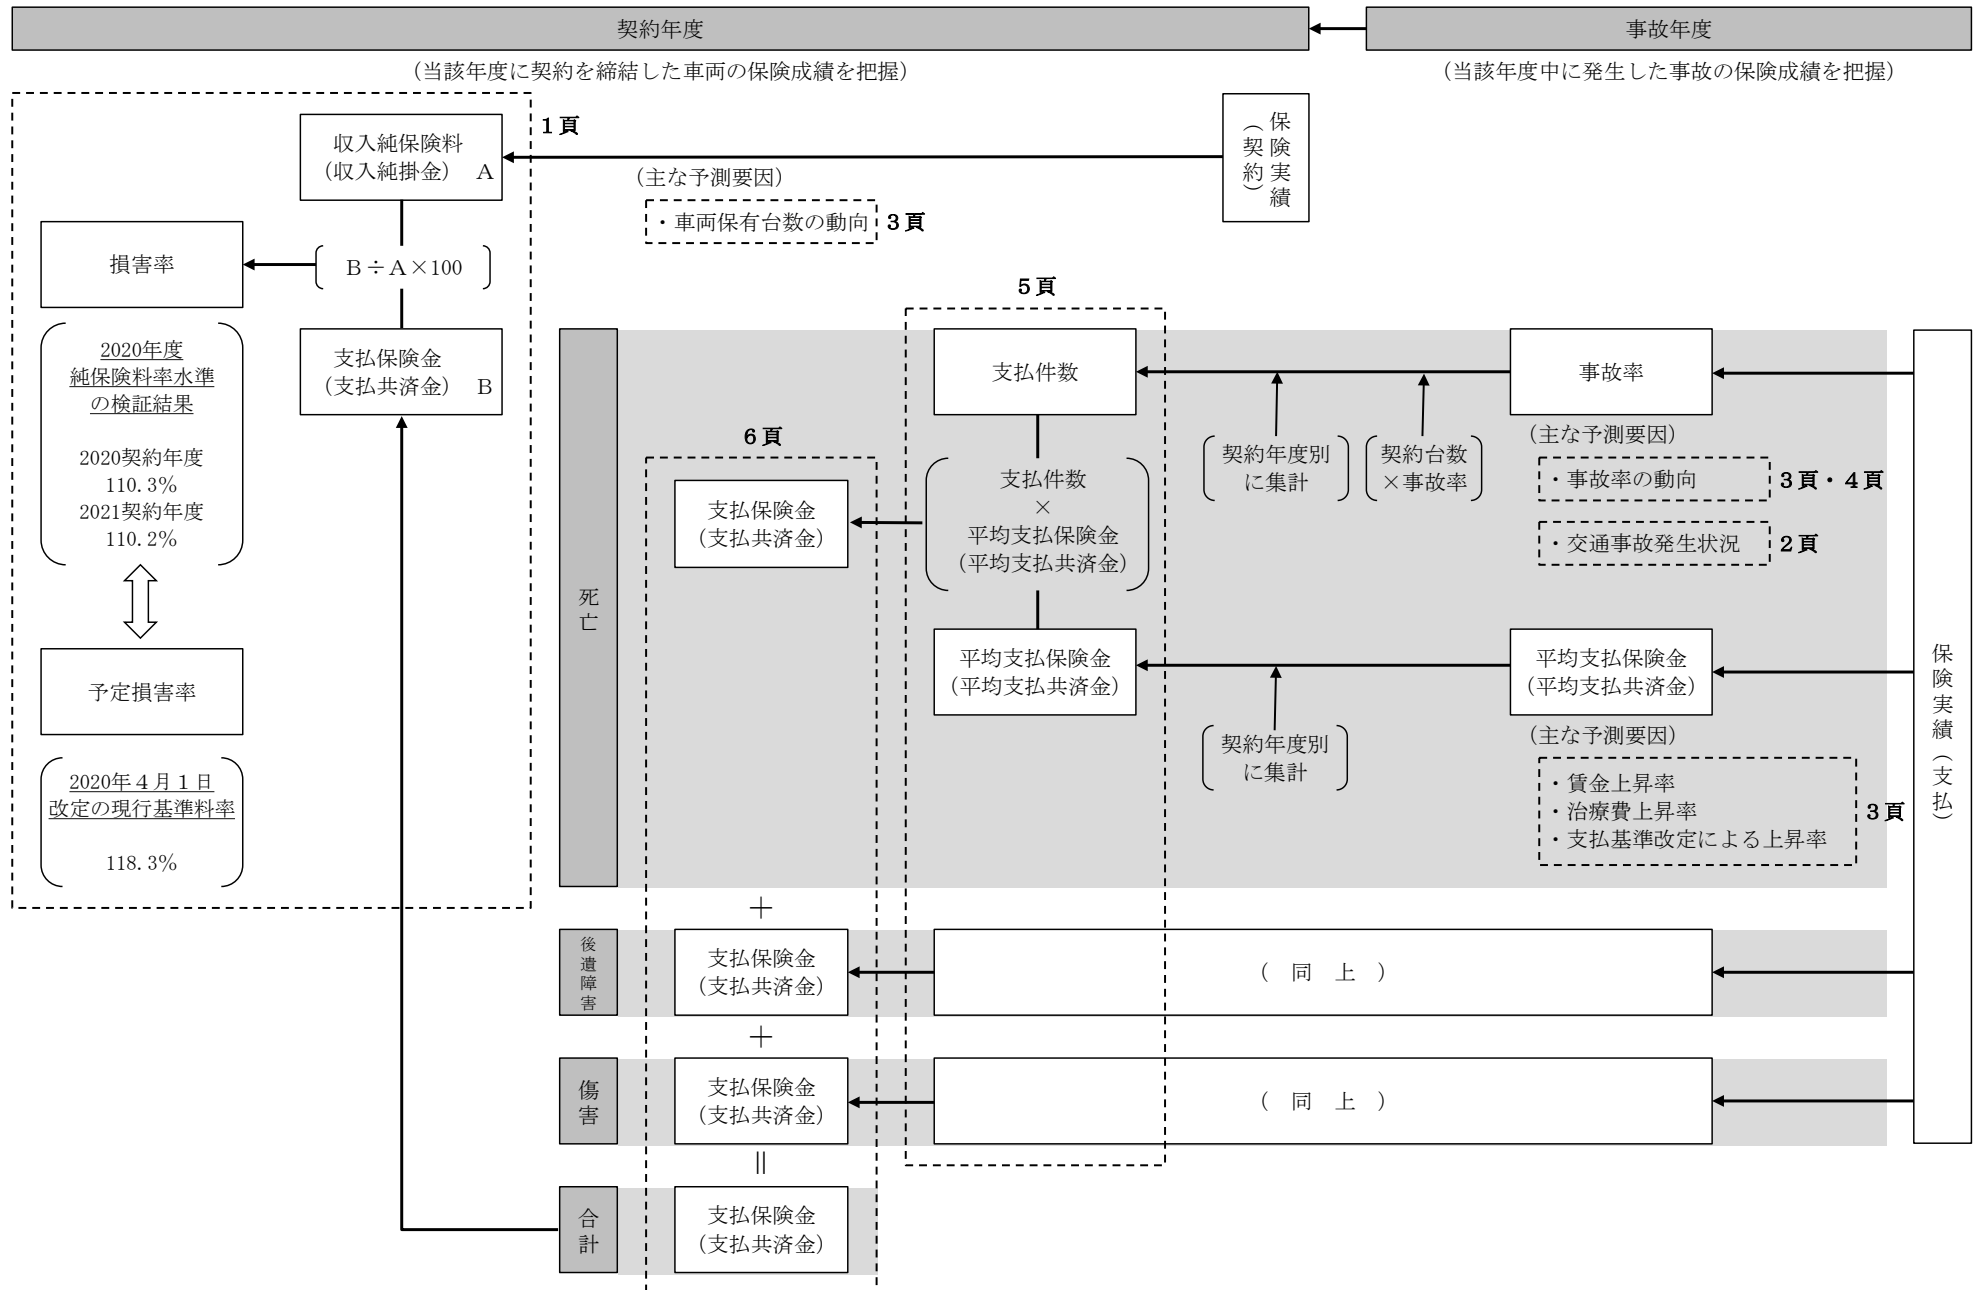 契約年度
事故年度
（当該年度に契約を締結した車両の保険成績を把握）
（当該年度中に発生した事故の保険成績を把握）
1頁
収入純保険料
（収入純掛金） A
（主な予測要因）
・車両保有台数の動向
3頁
保険実績
（契約）
損害率
B÷A×100
支払保険金
（支払共済金） B
2020年度
純保険料率水準
の検証結果
2020契約年度
110.3%
2021契約年度
110.2%
予定損害率
2020年４月１日
改定の現行基準料率
118.3%
死亡
5頁
支払件数
事故率
契約年度別
に集計
契約台数
×事故率
（主な予測要因）
・事故率の動向
3頁・4頁
・交通事故発生状況
2頁
6頁
支払保険金
（支払共済金）
支払件数
×
平均支払保険金
（平均支払共済金）
平均支払保険金
（平均支払共済金）
平均支払保険金
（平均支払共済金）
契約年度別
に集計
（主な予測要因）
・賃金上昇率
・治療費上昇率
・支払基準改定による上昇率
3頁
保険実績（支払）
＋
後遺障害
支払保険金
（支払共済金）
（ 同 上 ）
＋
傷害
支払保険金
（支払共済金）
（ 同 上 ）
||
合計
支払保険金
（支払共済金）